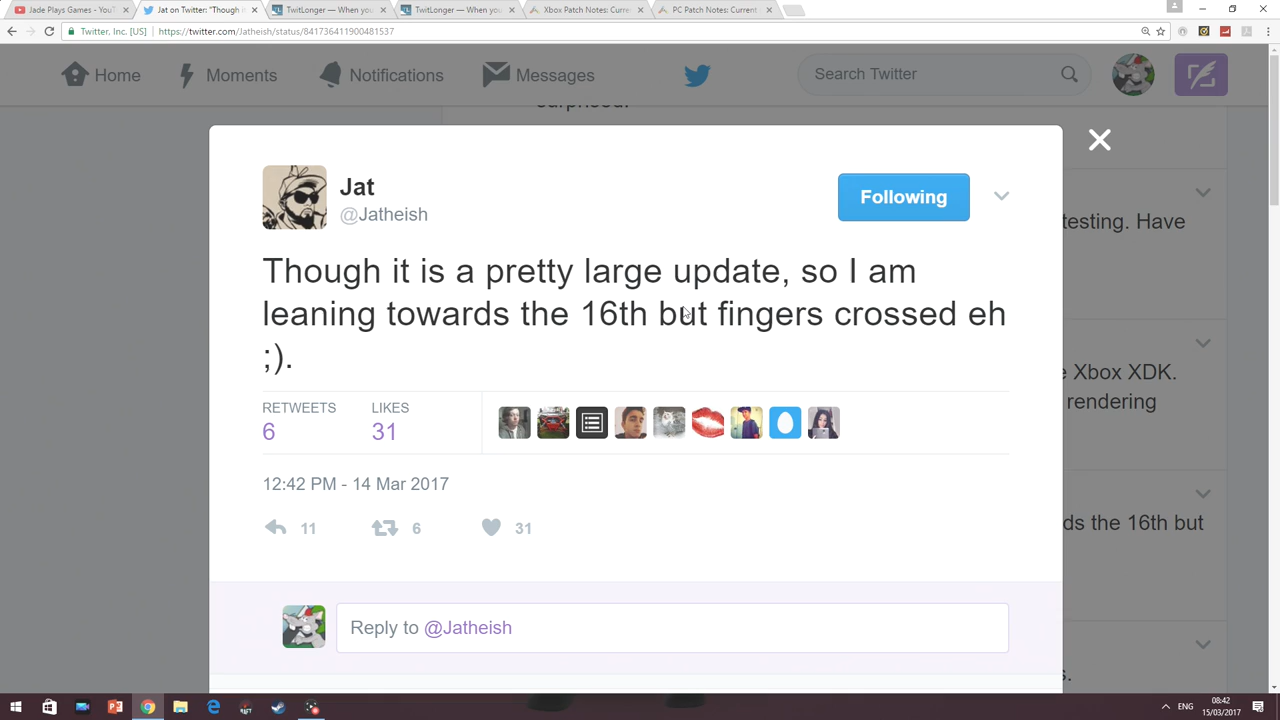 Jade Plays Games - YouT
Jat on Twitter: "Though it
TwitLonger — When you
TwitLonger — When you
Xbox Patch Notes: Curre
PC Patch Notes: Current
Twitter, Inc. [US] https://twitter.com/Jatheish/status/841736411900481537
Home Moments Notifications Messages Search Twitter
surprised.
Jat
@Jatheish
Following
testing. Have
Though it is a pretty large update, so I am
leaning towards the 16th but fingers crossed eh
;).
Xbox XDK.
rendering
RETWEETS LIKES
6 31
12:42 PM - 14 Mar 2017
11 6 31
ds the 16th but
Reply to @Jatheish
s.
ENG
08:42
15/03/2017